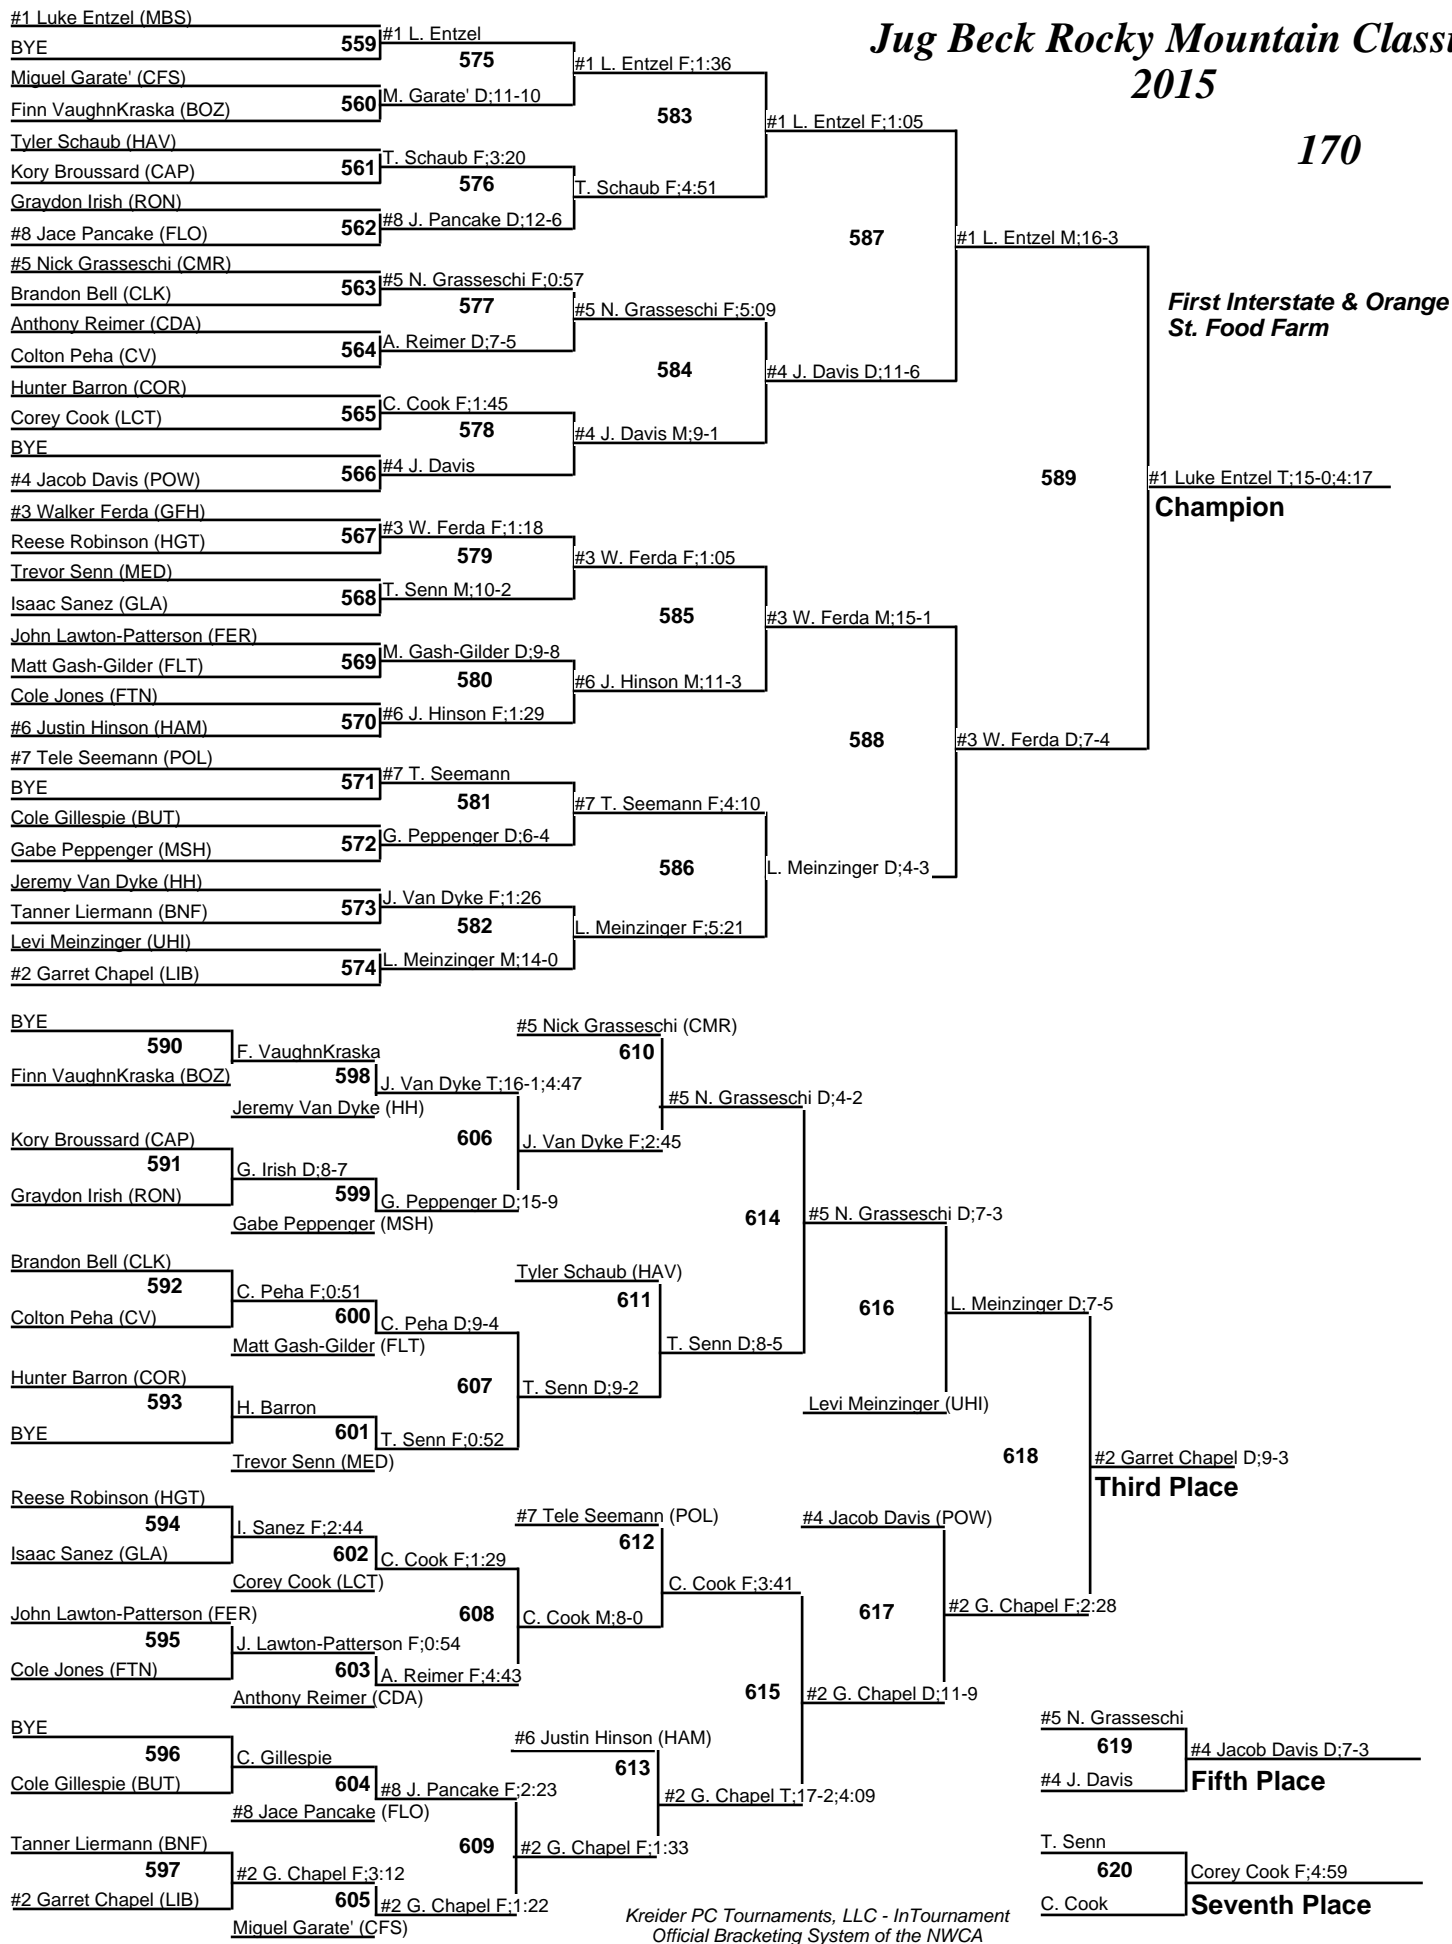 Jug Beck Rocky Mountain Classi
2015
170
First Interstate & Orange
St. Food Farm
#1 Luke Entzel (MBS)
BYE
Miguel Garate' (CFS)
Finn VaughnKraska (BOZ)
Tyler Schaub (HAV)
Kory Broussard (CAP)
Graydon Irish (RON)
#8 Jace Pancake (FLO)
#5 Nick Grasseschi (CMR)
Brandon Bell (CLK)
Anthony Reimer (CDA)
Colton Peha (CV)
Hunter Barron (COR)
Corey Cook (LCT)
BYE
#4 Jacob Davis (POW)
#3 Walker Ferda (GFH)
Reese Robinson (HGT)
Trevor Senn (MED)
Isaac Sanez (GLA)
John Lawton-Patterson (FER)
Matt Gash-Gilder (FLT)
Cole Jones (FTN)
#6 Justin Hinson (HAM)
#7 Tele Seemann (POL)
BYE
Cole Gillespie (BUT)
Gabe Peppenger (MSH)
Jeremy Van Dyke (HH)
Tanner Liermann (BNF)
Levi Meinzinger (UHI)
#2 Garret Chapel (LIB)
559
560
561
562
563
564
565
566
567
568
569
570
571
572
573
574
#1 L. Entzel
M. Garate' D;11-10
T. Schaub F;3:20
#8 J. Pancake D;12-6
#5 N. Grasseschi F;0:57
A. Reimer D;7-5
C. Cook F;1:45
#4 J. Davis
#3 W. Ferda F;1:18
T. Senn M;10-2
M. Gash-Gilder D;9-8
#6 J. Hinson F;1:29
#7 T. Seemann
G. Peppenger D;6-4
J. Van Dyke F;1:26
L. Meinzinger M;14-0
575
576
577
578
579
580
581
582
#1 L. Entzel F;1:36
T. Schaub F;4:51
#5 N. Grasseschi F;5:09
#4 J. Davis M;9-1
#3 W. Ferda F;1:05
#6 J. Hinson M;11-3
#7 T. Seemann F;4:10
L. Meinzinger F;5:21
583
584
585
586
#1 L. Entzel F;1:05
#4 J. Davis D;11-6
#3 W. Ferda M;15-1
L. Meinzinger D;4-3
587
588
#1 L. Entzel M;16-3
#3 W. Ferda D;7-4
589
#1 Luke Entzel T;15-0;4:17
Champion
BYE
590
Finn VaughnKraska (BOZ)
Kory Broussard (CAP)
591
Graydon Irish (RON)
Brandon Bell (CLK)
592
Colton Peha (CV)
Hunter Barron (COR)
593
BYE
Reese Robinson (HGT)
594
Isaac Sanez (GLA)
John Lawton-Patterson (FER)
595
Cole Jones (FTN)
BYE
596
Cole Gillespie (BUT)
Tanner Liermann (BNF)
597
#2 Garret Chapel (LIB)
F. VaughnKraska
598
Jeremy Van Dyke (HH)
G. Irish D;8-7
599
Gabe Peppenger (MSH)
C. Peha F;0:51
600
Matt Gash-Gilder (FLT)
H. Barron
601
Trevor Senn (MED)
I. Sanez F;2:44
602
Corey Cook (LCT)
J. Lawton-Patterson F;0:54
603
Anthony Reimer (CDA)
C. Gillespie
604
#8 Jace Pancake (FLO)
#2 G. Chapel F;3:12
605
Miguel Garate' (CFS)
J. Van Dyke T;16-1;4:47
606
G. Peppenger D;15-9
C. Peha D;9-4
607
T. Senn F;0:52
C. Cook F;1:29
608
A. Reimer F;4:43
#8 J. Pancake F;2:23
609
#2 G. Chapel F;1:22
#5 Nick Grasseschi (CMR)
610
J. Van Dyke F;2:45
Tyler Schaub (HAV)
611
T. Senn D;9-2
#7 Tele Seemann (POL)
612
C. Cook M;8-0
#6 Justin Hinson (HAM)
613
#2 G. Chapel F;1:33
#5 N. Grasseschi D;4-2
614
T. Senn D;8-5
C. Cook F;3:41
615
#2 G. Chapel T;17-2;4:09
#5 N. Grasseschi D;7-3
616
Levi Meinzinger (UHI)
#4 Jacob Davis (POW)
617
#2 G. Chapel D;11-9
L. Meinzinger D;7-5
618
#2 G. Chapel F;2:28
#2 Garret Chapel D;9-3
Third Place
#5 N. Grasseschi
619
#4 J. Davis
#4 Jacob Davis D;7-3
Fifth Place
T. Senn
620
C. Cook
Corey Cook F;4:59
Seventh Place
Kreider PC Tournaments, LLC - InTournament
Official Bracketing System of the NWCA